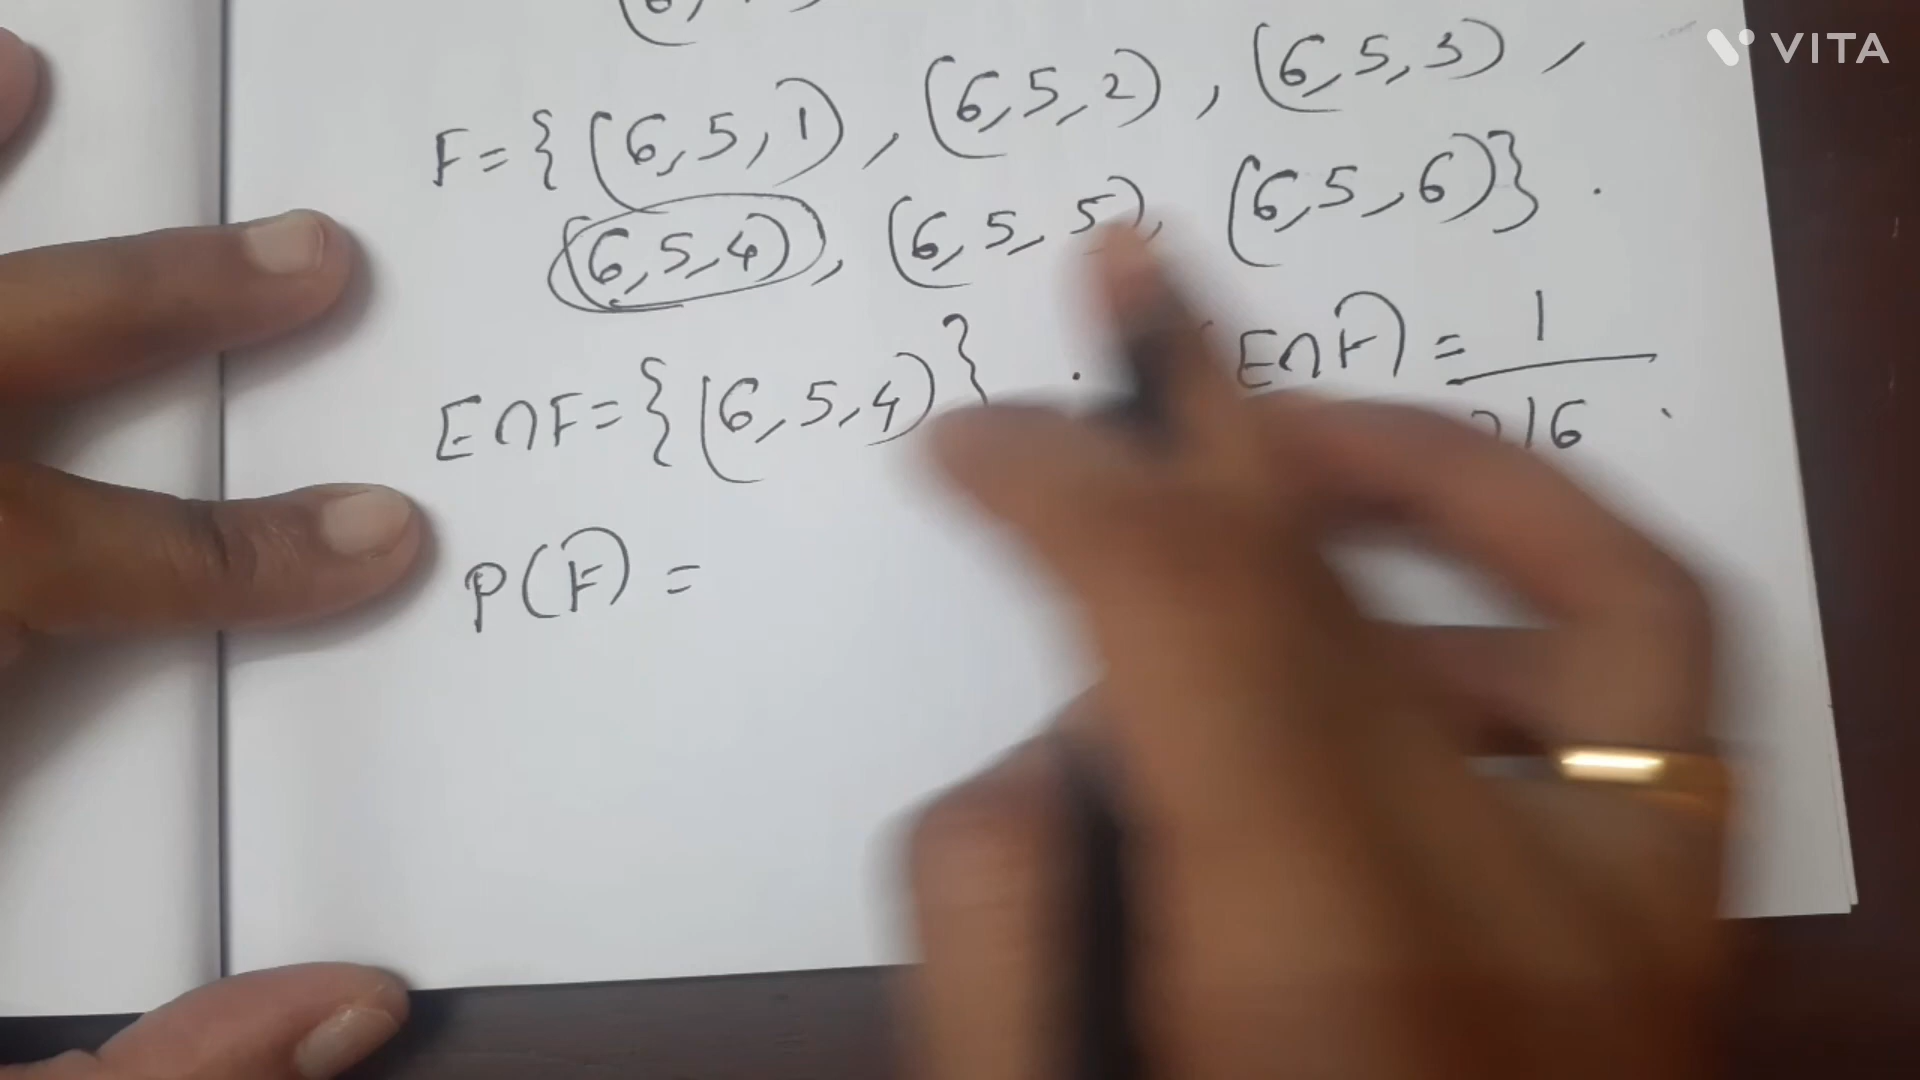 VITA
F = { (6, 5, 1) , (6, 5, 2) , (6, 5, 3) ,
(6, 5, 4) , (6, 5, 5), (6, 5, 6) } .
E∩F = { (6, 5, 4) } . E∩F) = 1
16 .
P(F) =